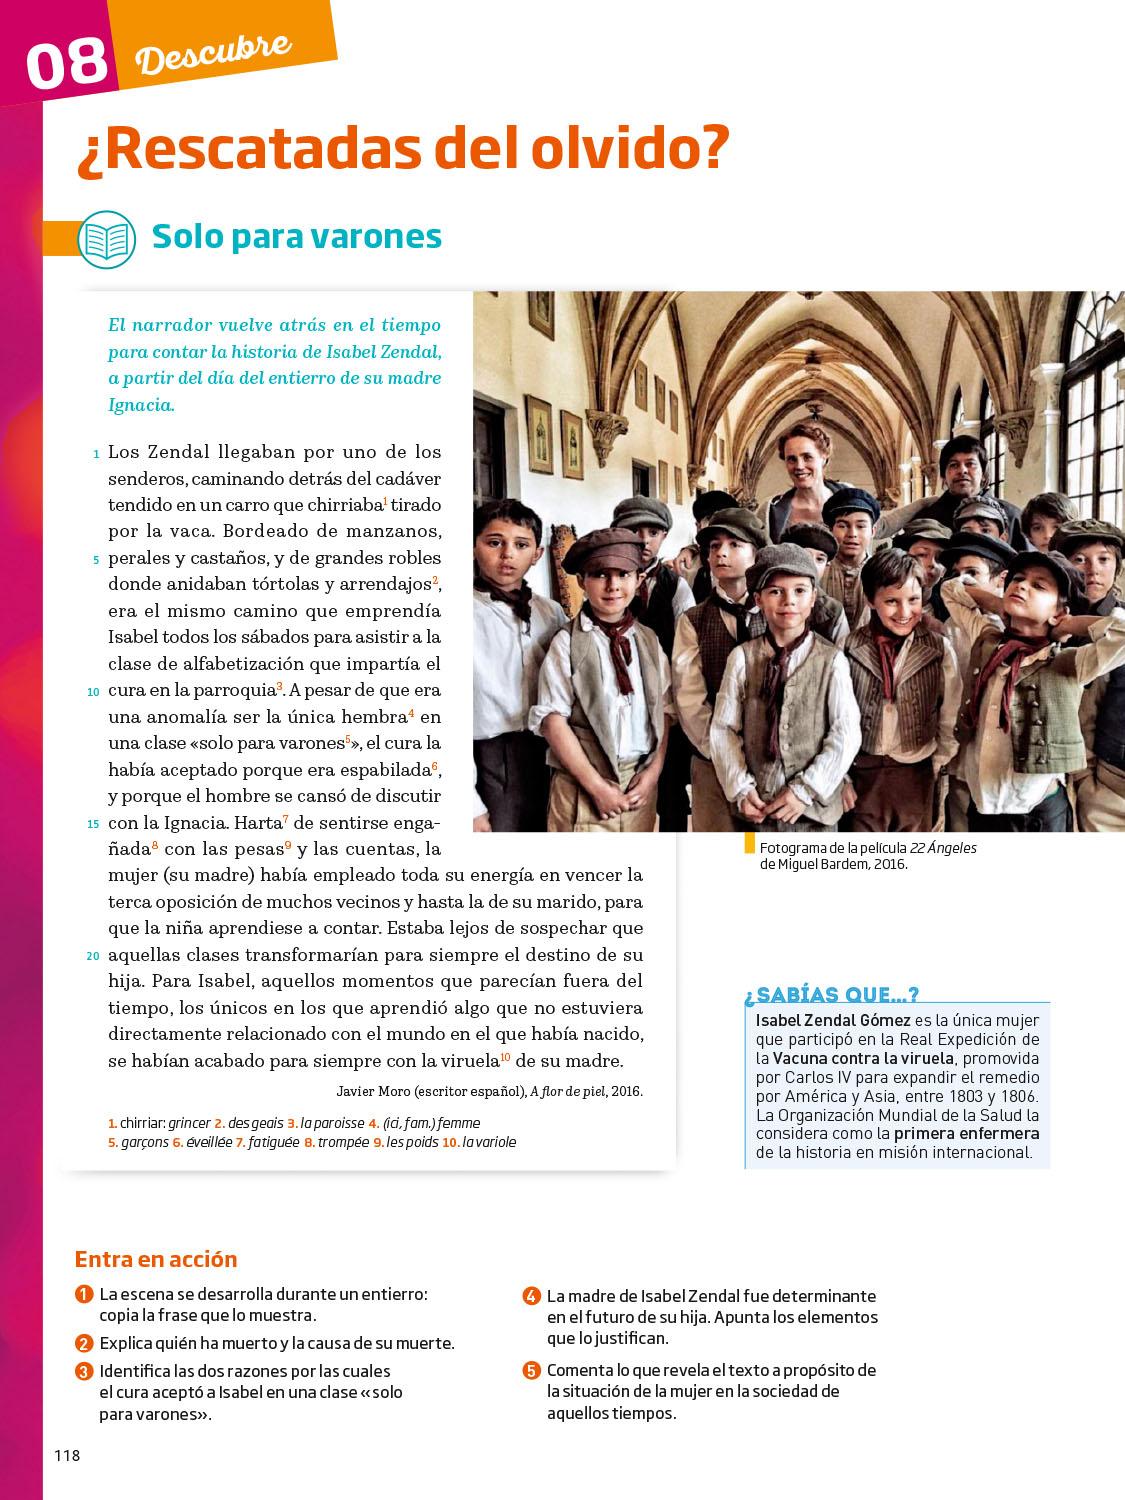 08 Descubre
¿Rescatadas del olvido?
Solo para varones
El narrador vuelve atrás en el tiempo
para contar la historia de Isabel Zendal,
a partir del día del entierro de su madre
Ignacia.
1 Los Zendal llegaban por uno de los
senderos, caminando detrás del cadáver
tendido en un carro que chirriaba1 tirado
por la vaca. Bordeado de manzanos,
5 perales y castaños, y de grandes robles
donde anidaban tórtolas y arrendajos2,
era el mismo camino que emprendía
Isabel todos los sábados para asistir a la
clase de alfabetización que impartía el
10 cura en la parroquia3. A pesar de que era
una anomalía ser la única hembra4 en
una clase «solo para varones5», el cura la
había aceptado porque era espabilada6,
y porque el hombre se cansó de discutir
15 con la Ignacia. Harta7 de sentirse enga-
ñada8 con las pesas9 y las cuentas, la
mujer (su madre) había empleado toda su energía en vencer la
terca oposición de muchos vecinos y hasta la de su marido, para
que la niña aprendiese a contar. Estaba lejos de sospechar que
20 aquellas clases transformarían para siempre el destino de su
hija. Para Isabel, aquellos momentos que parecían fuera del
tiempo, los únicos en los que aprendió algo que no estuviera
directamente relacionado con el mundo en el que había nacido,
se habían acabado para siempre con la viruela10 de su madre.
Javier Moro (escritor español), A flor de piel, 2016.
1. chirriar: grincer 2. des geais 3. la paroisse 4. (ici, fam.) femme
5. garçons 6. éveillée 7. fatiguée 8. trompée 9. les poids 10. la variole
Fotograma de la película 22 Ángeles
de Miguel Bardem, 2016.
¿SABÍAS QUE...?
Isabel Zendal Gómez es la única mujer
que participó en la Real Expedición de
la Vacuna contra la viruela, promovida
por Carlos IV para expandir el remedio
por América y Asia, entre 1803 y 1806.
La Organización Mundial de la Salud la
considera como la primera enfermera
de la historia en misión internacional.
Entra en acción
1 La escena se desarrolla durante un entierro:
copia la frase que lo muestra.
2 Explica quién ha muerto y la causa de su muerte.
3 Identifica las dos razones por las cuales
el cura aceptó a Isabel en una clase «solo
para varones».
4 La madre de Isabel Zendal fue determinante
en el futuro de su hija. Apunta los elementos
que lo justifican.
5 Comenta lo que revela el texto a propósito de
la situación de la mujer en la sociedad de
aquellos tiempos.
118